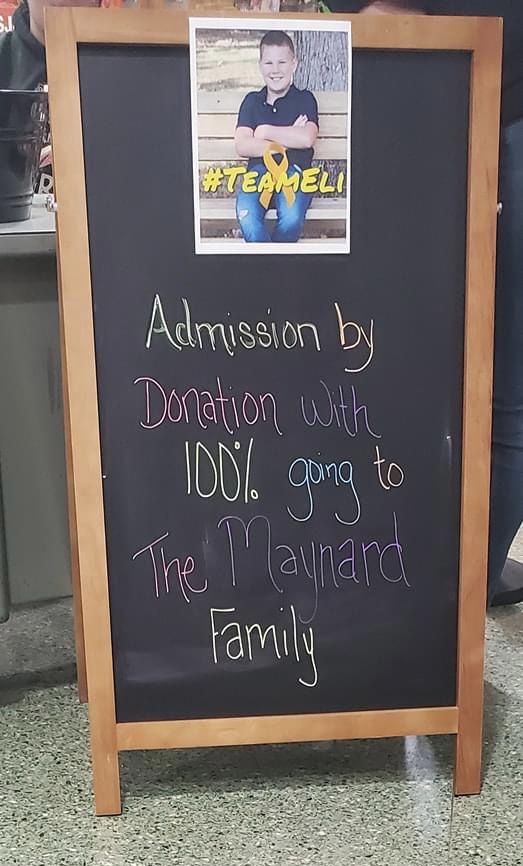 #TEAMELI
Admission by
Donation with
100% going to
The Maynard
Family